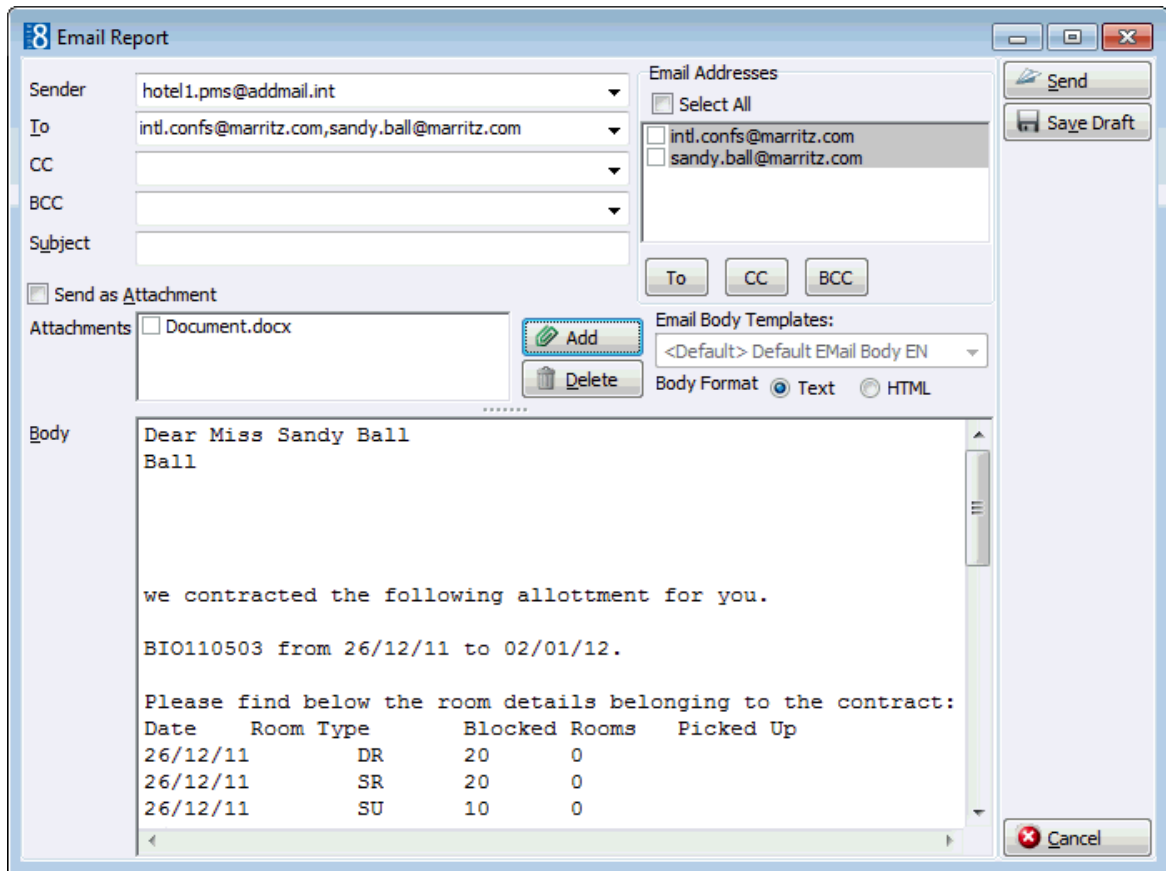 8 Email Report
Sender hotel1.pms@addmail.int
To intl.confs@marritz.com,sandy.ball@marritz.com
CC
BCC
Subject
Send as Attachment
Attachments Document.docx
Add
Delete
Email Addresses
Select All
intl.confs@marritz.com
sandy.ball@marritz.com
To CC BCC
Email Body Templates:
<Default> Default EMail Body EN
Body Format Text HTML
Send
Save Draft
Body
Dear Miss Sandy Ball
Ball
we contracted the following allottment for you.
BIO110503 from 26/12/11 to 02/01/12.
Please find below the room details belonging to the contract:
Date Room Type Blocked Rooms Picked Up
26/12/11 DR 20 0
26/12/11 SR 20 0
26/12/11 SU 10 0
Cancel